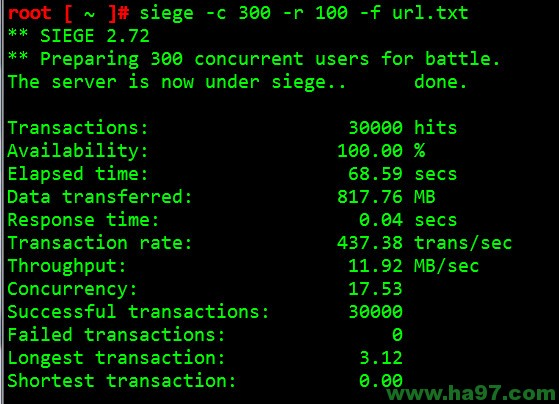 root [ ~ ]# siege -c 300 -r 100 -f url.txt
** SIEGE 2.72
** Preparing 300 concurrent users for battle.
The server is now under siege.. done.
Transactions: 30000 hits
Availability: 100.00 %
Elapsed time: 68.59 secs
Data transferred: 817.76 MB
Response time: 0.04 secs
Transaction rate: 437.38 trans/sec
Throughput: 11.92 MB/sec
Concurrency: 17.53
Successful transactions: 30000
Failed transactions: 0
Longest transaction: 3.12
Shortest transaction: 0.00
www.ha97.com